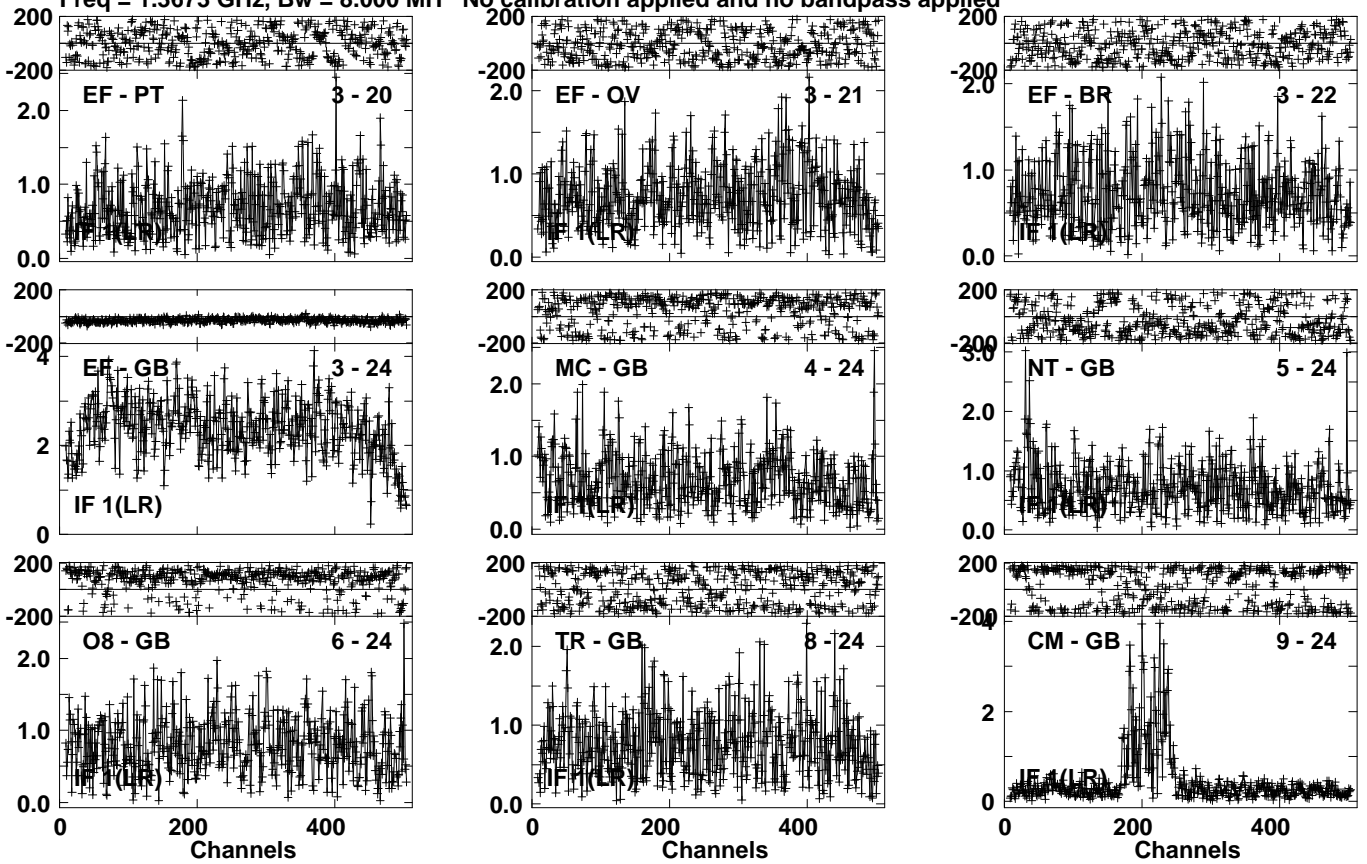 Freq = 1.5673 GHz, Bw = 8.000 MH No calibration applied and no bandpass applied
200 200 200
-200 -200 -200
EF - PT 3 - 20 EF - OV 3 - 21 EF - BR 3 - 22
2.0 2.0 2.0
1.0 1.0 1.0
IF 1(LR) IF 1(LR) IF 1(LR)
0.0 0.0 0.0
200 200 200
-200 -200 -200
4 3.0
EF - GB 3 - 24 MC - GB 4 - 24 NT - GB 5 - 24
2.0 2.0
2 1.0 1.0
IF 1(LR) IF 1(LR) IF 1(LR)
0 0.0 0.0
200 200 200
-200 -200 -200
4
O8 - GB 6 - 24 TR - GB 8 - 24 CM - GB 9 - 24
2.0 2.0 2
1.0 1.0
IF 1(LR) IF 1(LR) IF 1(LR)
0.0 0.0 0
0 200 400 0 200 400 0 200 400
Channels Channels Channels